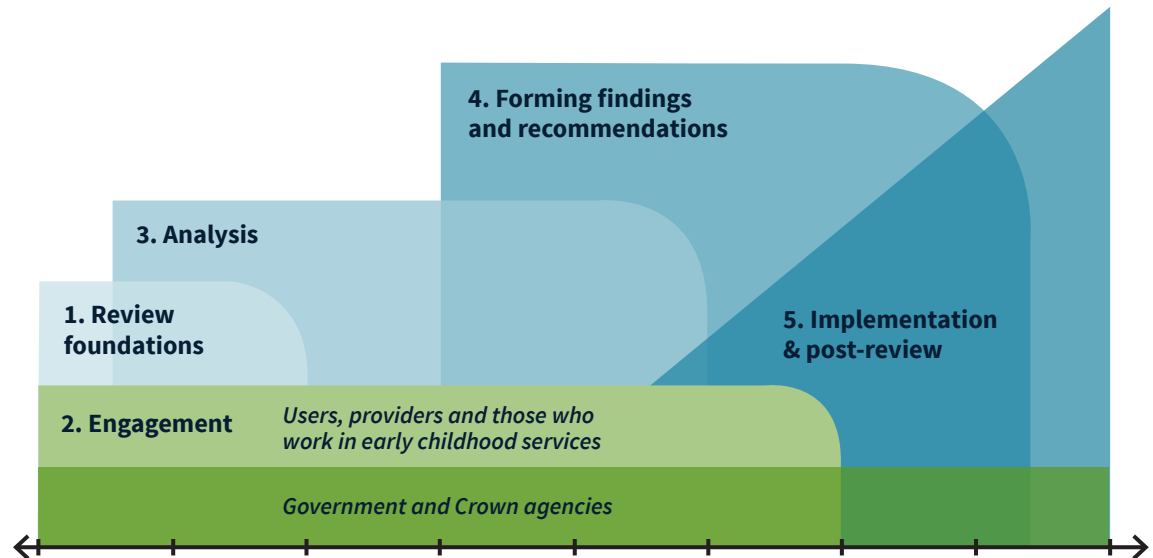 4. Forming findings
and recommendations
3. Analysis
1. Review
foundations
5. Implementation
& post-review
2. Engagement
Users, providers and those who
work in early childhood services
Government and Crown agencies